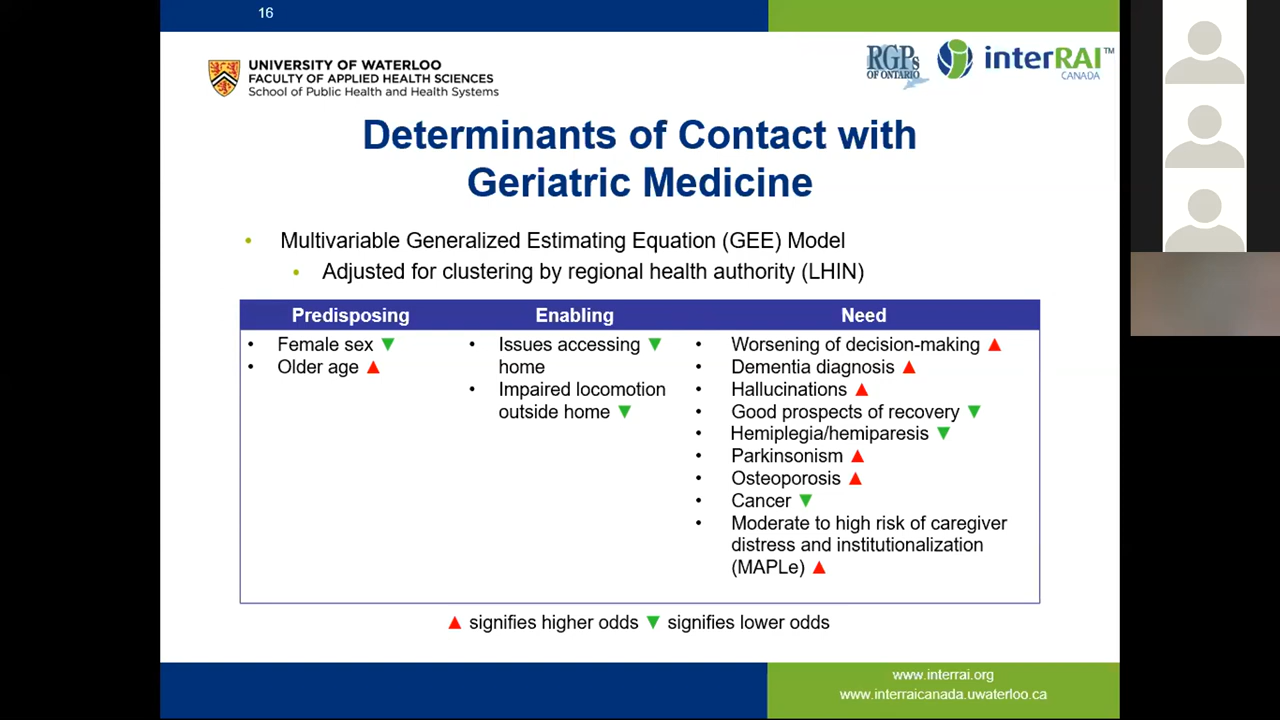 16
UNIVERSITY OF WATERLOO
FACULTY OF APPLIED HEALTH SCIENCES
School of Public Health and Health Systems
RGPs
OF ONTARIO
interRAI™
CANADA
Determinants of Contact with
Geriatric Medicine
• Multivariable Generalized Estimating Equation (GEE) Model
• Adjusted for clustering by regional health authority (LHIN)
Predisposing
• Female sex ▼
• Older age ▲
Enabling
• Issues accessing ▼
home
• Impaired locomotion
outside home ▼
Need
• Worsening of decision-making ▲
• Dementia diagnosis ▲
• Hallucinations ▲
• Good prospects of recovery ▼
• Hemiplegia/hemiparesis ▼
• Parkinsonism ▲
• Osteoporosis ▲
• Cancer ▼
• Moderate to high risk of caregiver
distress and institutionalization
(MAPLe) ▲
▲ signifies higher odds ▼ signifies lower odds
www.interrai.org
www.interraicanada.uwaterloo.ca